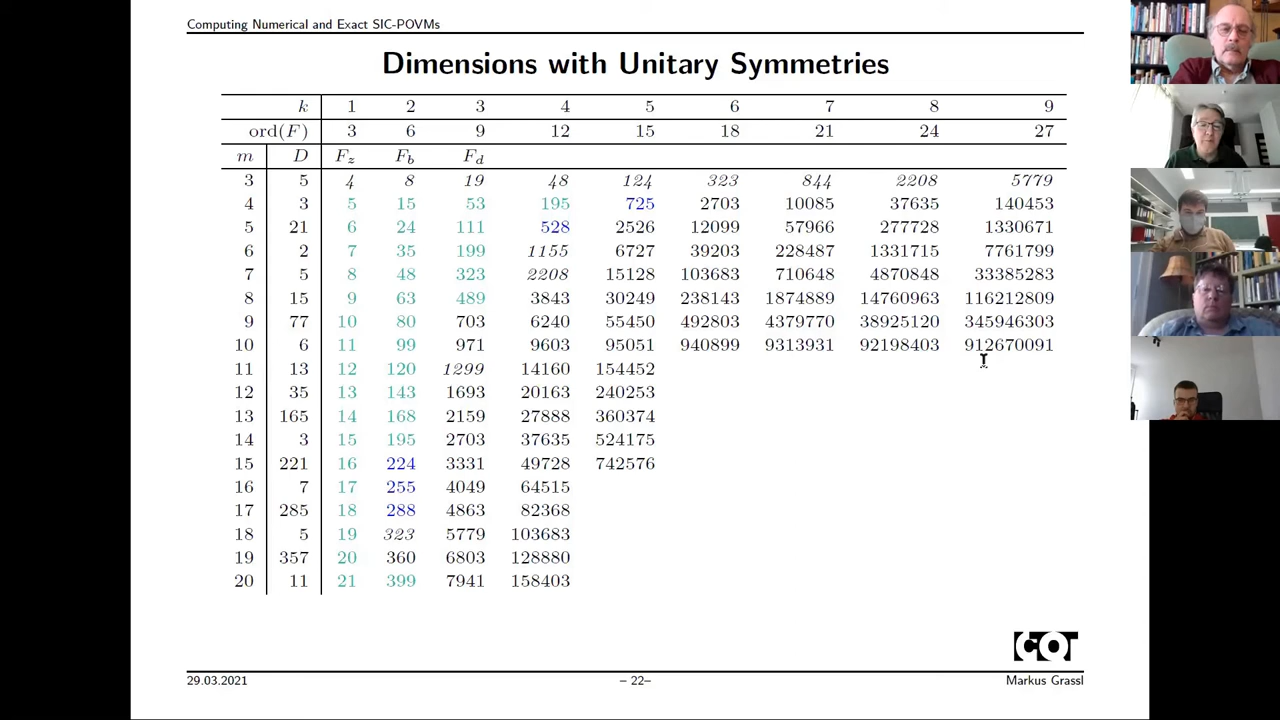 Computing Numerical and Exact SIC-POVMs
Dimensions with Unitary Symmetries
k 1 2 3 4 5 6 7 8 9
ord(F) 3 6 9 12 15 18 21 24 27
m D F_z F_b F_d
3 5 4 8 19 48 124 323 844 2208 5779
4 3 5 15 53 195 725 2703 10085 37635 140453
5 21 6 24 111 528 2526 12099 57966 277728 1330671
6 2 7 35 199 1155 6727 39203 228487 1331715 7761799
7 5 8 48 323 2208 15128 103683 710648 4870848 33385283
8 15 9 63 489 3843 30249 238143 1874889 14760963 116212809
9 77 10 80 703 6240 55450 492803 4379770 38925120 345946303
10 6 11 99 971 9603 95051 940899 9313931 92198403 912670091
11 13 12 120 1299 14160 154452
12 35 13 143 1693 20163 240253
13 165 14 168 2159 27888 360374
14 3 15 195 2703 37635 524175
15 221 16 224 3331 49728 742576
16 7 17 255 4049 64515
17 285 18 288 4863 82368
18 5 19 323 5779 103683
19 357 20 360 6803 128880
20 11 21 399 7941 158403
CQT
29.03.2021
– 22–
Markus Grassl